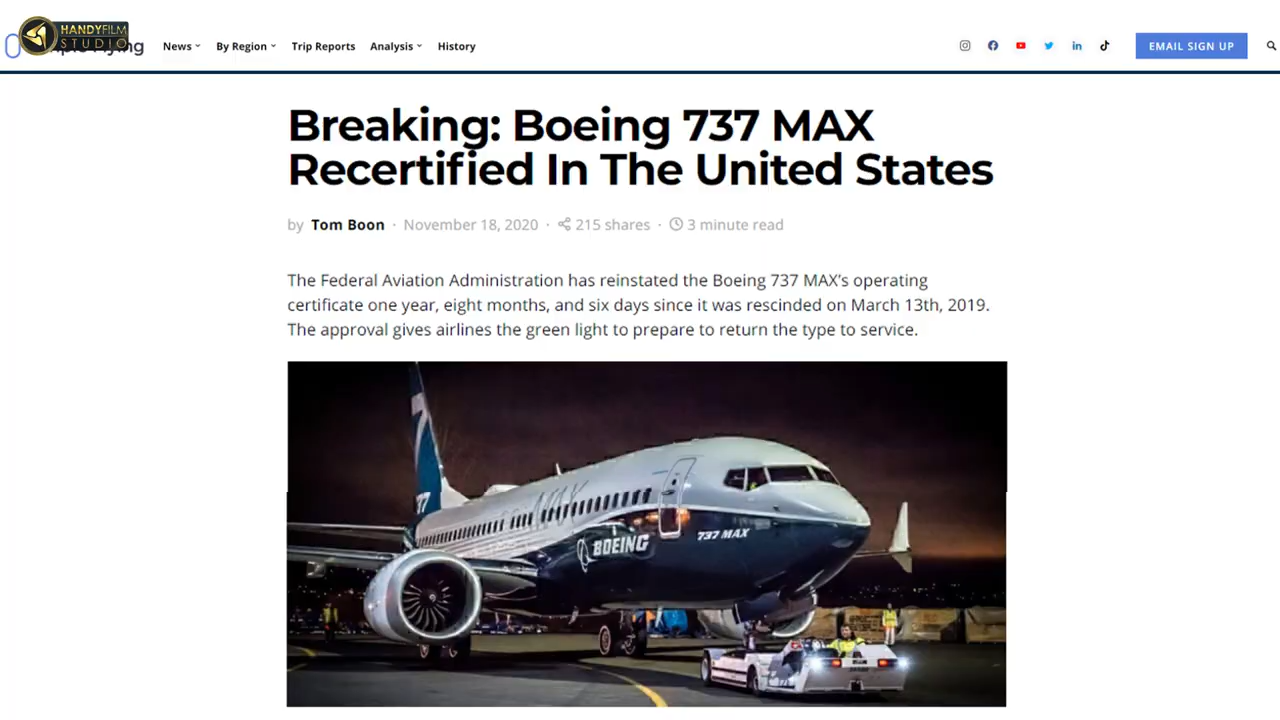 HANDYFILM
STUDIO
News
By Region
Trip Reports
Analysis
History
EMAIL SIGN UP
Breaking: Boeing 737 MAX
Recertified In The United States
by Tom Boon · November 18, 2020 · 215 shares · 3 minute read
The Federal Aviation Administration has reinstated the Boeing 737 MAX's operating
certificate one year, eight months, and six days since it was rescinded on March 13th, 2019.
The approval gives airlines the green light to prepare to return the type to service.
MAX
BOEING
737 MAX